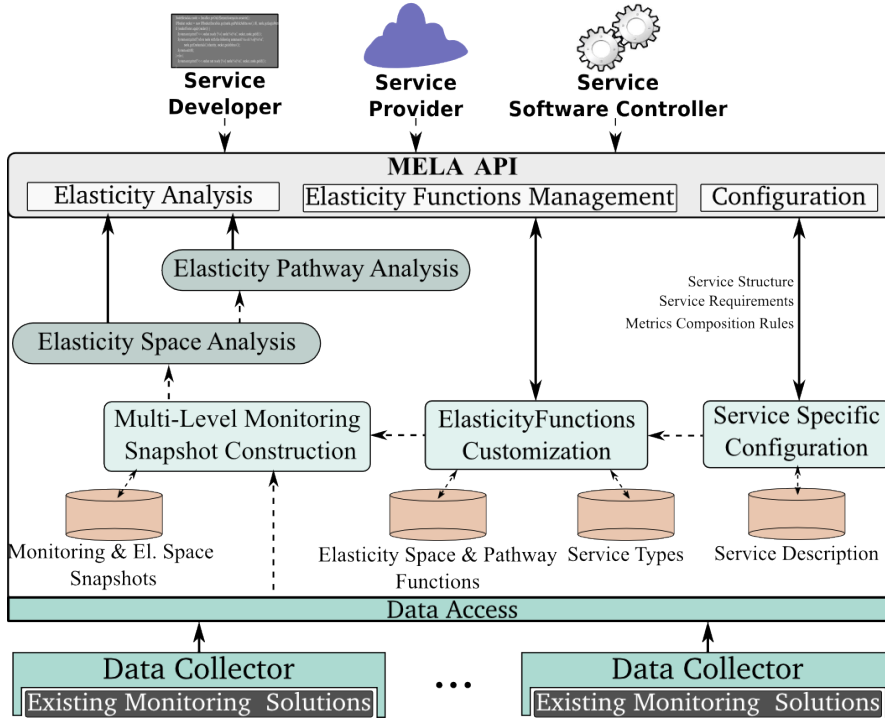 Service
Developer
Service
Provider
Service
Software Controller
MELA API
Elasticity Analysis
Elasticity Functions Management
Configuration
Elasticity Pathway Analysis
Service Structure
Service Requirements
Metrics Composition Rules
Elasticity Space Analysis
Multi-Level Monitoring
Snapshot Construction
ElasticityFunctions
Customization
Service Specific
Configuration
Monitoring & El. Space
Snapshots
Elasticity Space & Pathway
Functions
Service Types
Service Description
Data Access
Data Collector
Existing Monitoring Solutions
...
Data Collector
Existing Monitoring Solutions